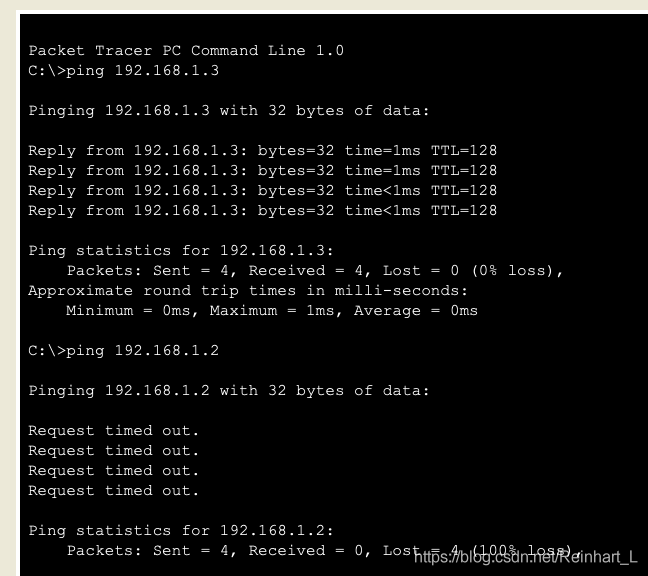 Packet Tracer PC Command Line 1.0
C:\>ping 192.168.1.3
Pinging 192.168.1.3 with 32 bytes of data:
Reply from 192.168.1.3: bytes=32 time=1ms TTL=128
Reply from 192.168.1.3: bytes=32 time=1ms TTL=128
Reply from 192.168.1.3: bytes=32 time<1ms TTL=128
Reply from 192.168.1.3: bytes=32 time<1ms TTL=128
Ping statistics for 192.168.1.3:
Packets: Sent = 4, Received = 4, Lost = 0 (0% loss),
Approximate round trip times in milli-seconds:
Minimum = 0ms, Maximum = 1ms, Average = 0ms
C:\>ping 192.168.1.2
Pinging 192.168.1.2 with 32 bytes of data:
Request timed out.
Request timed out.
Request timed out.
Request timed out.
Ping statistics for 192.168.1.2:
Packets: Sent = 4, Received = 0, Lost = 4 (100% loss),
https://blog.csdn.net/Reinhart_L